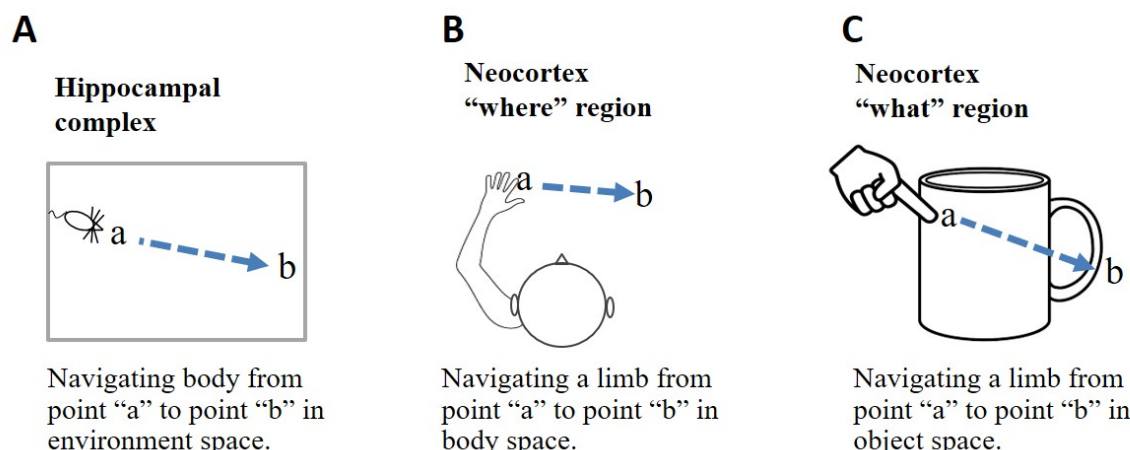 A
Hippocampal
complex
a
b
Navigating body from
point “a” to point “b” in
environment space.
B
Neocortex
“where” region
a
b
Navigating a limb from
point “a” to point “b” in
body space.
C
Neocortex
“what” region
a
b
Navigating a limb from
point “a” to point “b” in
object space.